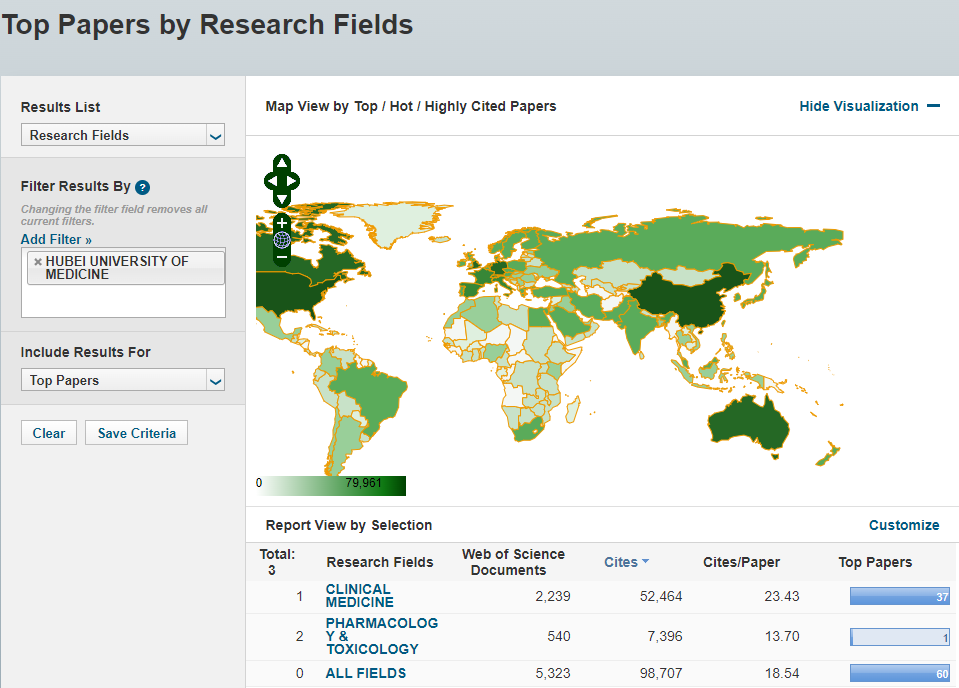 Top Papers by Research Fields
Results List
Research Fields
Filter Results By ?
Changing the filter field removes all
current filters.
Add Filter »
× HUBEI UNIVERSITY OF
MEDICINE
Include Results For
Top Papers
Clear Save Criteria
Map View by Top / Hot / Highly Cited Papers Hide Visualization −
+
−
0 79,961
Report View by Selection Customize
Total:
3 Research Fields Web of Science
Documents Cites Cites/Paper Top Papers
1 CLINICAL
MEDICINE 2,239 52,464 23.43 37
2 PHARMACOLOG
Y &
TOXICOLOGY 540 7,396 13.70 1
0 ALL FIELDS 5,323 98,707 18.54 60